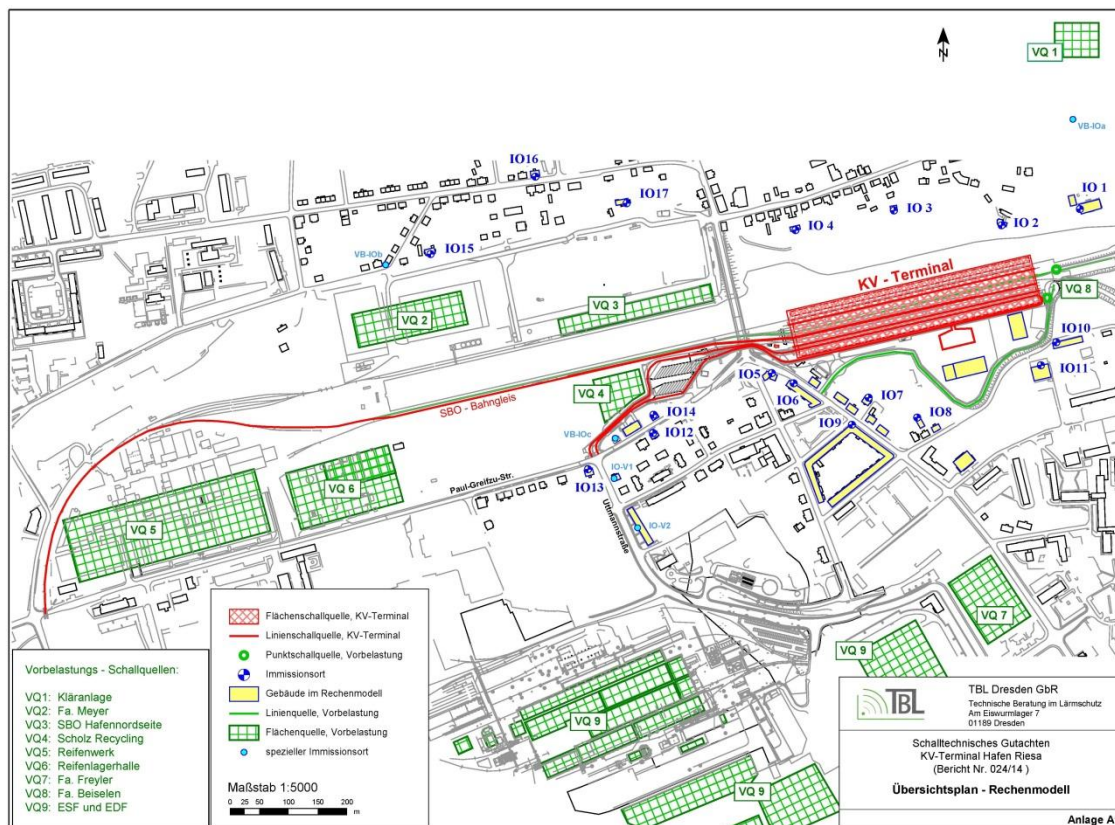 VQ 1
N
VB-IOa
IO16
IO17
IO 1
IO 3
IO 2
IO 4
IO15
VB-IOb
KV - Terminal
VQ 8
VQ 3
VQ 2
IO10
IO5
IO11
VQ 4
IO6
IO7
SBO - Bahngleis
IO14
IO8
IO9
VB-IOc
IO12
IO13
IO-V1
VQ 6
Paul-Greifzu-Str.
Uttmannstraße
IO-V2
VQ 5
VQ 7
VQ 9
VQ 9
VQ 9
Flächenschallquelle, KV-Terminal
Linienschallquelle, KV-Terminal
Punktschallquelle, Vorbelastung
Immissionsort
Gebäude im Rechenmodell
Linienquelle, Vorbelastung
Flächenquelle, Vorbelastung
spezieller Immissionsort
Maßstab 1:5000
0 25 50 100 150 200
m
Vorbelastungs - Schallquellen:
VQ1: Kläranlage
VQ2: Fa. Meyer
VQ3: SBO Hafennordseite
VQ4: Scholz Recycling
VQ5: Reifenwerk
VQ6: Reifenlagerhalle
VQ7: Fa. Freyler
VQ8: Fa. Beiselen
VQ9: ESF und EDF
TBL
TBL Dresden GbR
Technische Beratung im Lärmschutz
Am Eiswurmlager 7
01189 Dresden
Schalltechnisches Gutachten
KV-Terminal Hafen Riesa
(Bericht Nr. 024/14 )
Übersichtsplan - Rechenmodell
Anlage A